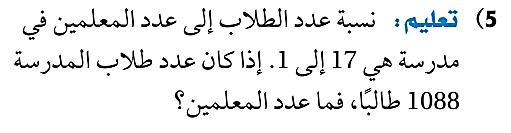 5) تعليم: نسبة عدد الطلاب إلى عدد المعلمين في
مدرسة هي 17 إلى 1. إذا كان عدد طلاب المدرسة
1088 طالبًا، فما عدد المعلمين؟